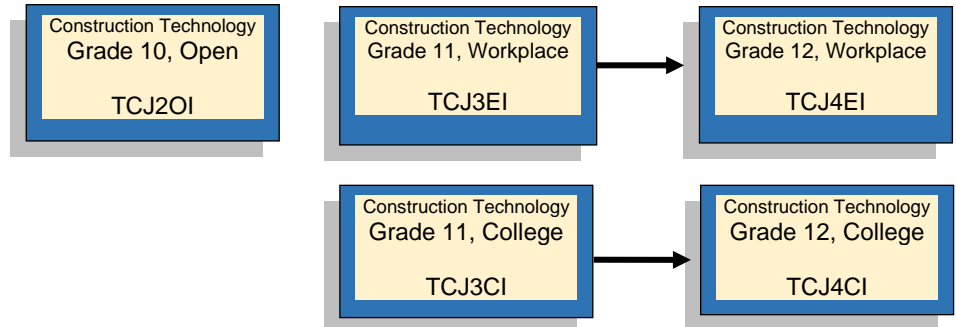 Construction Technology
Grade 10, Open
TCJ2OI
Construction Technology
Grade 11, Workplace
TCJ3EI
Construction Technology
Grade 12, Workplace
TCJ4EI
Construction Technology
Grade 11, College
TCJ3CI
Construction Technology
Grade 12, College
TCJ4CI